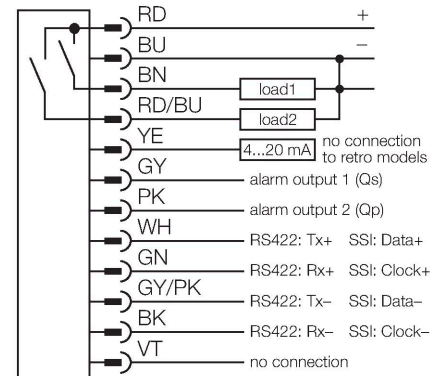 RD +
BU –
BN load1
RD/BU load2
YE 4...20 mA no connection
to retro models
GY alarm output 1 (Qs)
PK alarm output 2 (Qp)
WH RS422: Tx+ SSI: Data+
GN RS422: Rx+ SSI: Clock+
GY/PK RS422: Tx– SSI: Data–
BK RS422: Rx– SSI: Clock–
VT no connection